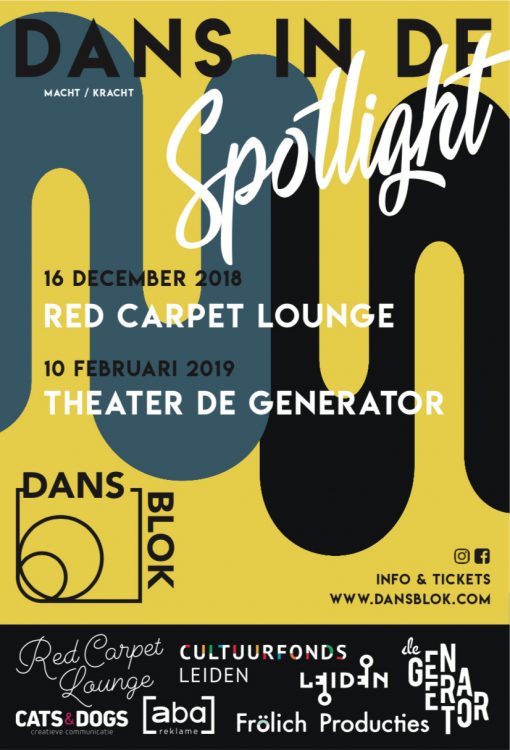 DANS IN DE
Spotlight
MACHT / KRACHT
16 DECEMBER 2018
RED CARPET LOUNGE
10 FEBRUARI 2019
THEATER DE GENERATOR
DANS
BLOK
INFO & TICKETS
WWW.DANSBLOK.COM
Red Carpet
Lounge
CULTUURFONDS
LEIDEN
LEIDEN
de
GENERATOR
CATS&DOGS
creatieve communicatie
[aba]
reklame
Frölich Producties